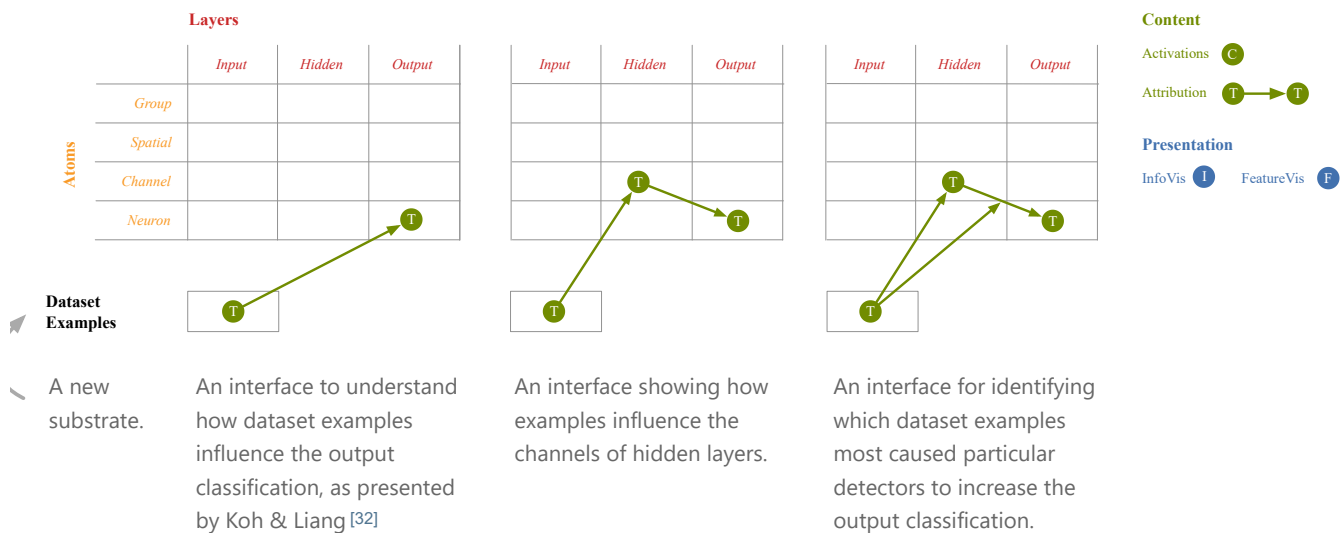 Layers
Input Hidden Output
Input Hidden Output
Input Hidden Output
Atoms
Group
Spatial
Channel
T
T
Neuron
T
T
T
Dataset
Examples
T
T
T
A new
substrate.
An interface to understand
how dataset examples
influence the output
classification, as presented
by Koh & Liang [32]
An interface showing how
examples influence the
channels of hidden layers.
An interface for identifying
which dataset examples
most caused particular
detectors to increase the
output classification.
Content
Activations C
Attribution T T
Presentation
InfoVis I FeatureVis F